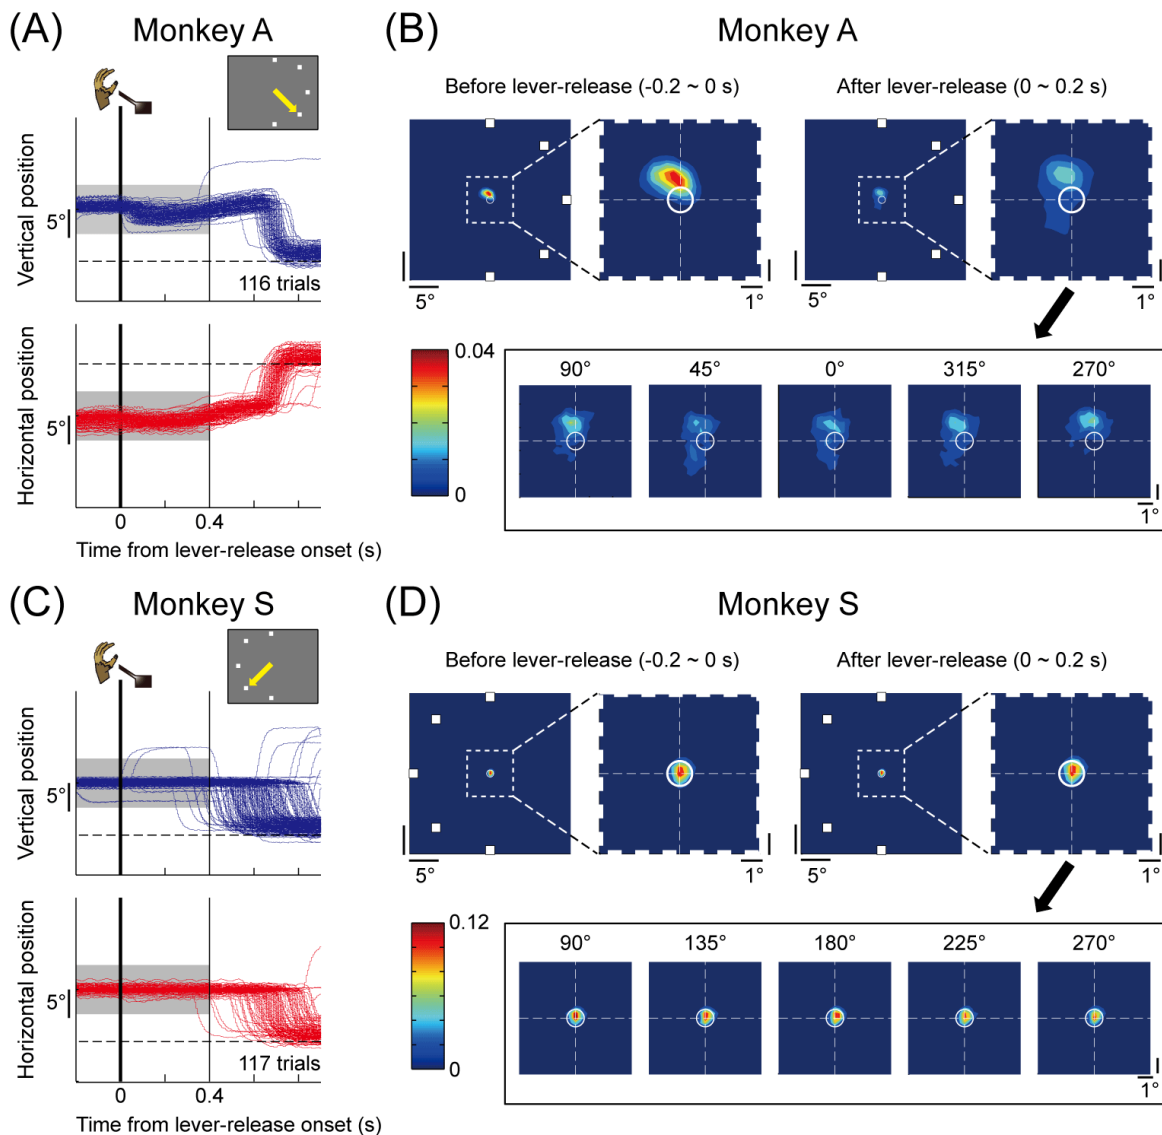 (A) Monkey A
Vertical position
5°
116 trials
Horizontal position
5°
0 0.4
Time from lever-release onset (s)
(B) Monkey A
Before lever-release (-0.2 ~ 0 s) After lever-release (0 ~ 0.2 s)
5° 1° 5° 1°
0.04
0
90° 45° 0° 315° 270°
1°
(C) Monkey S
Vertical position
5°
Horizontal position
5°
117 trials
0 0.4
Time from lever-release onset (s)
(D) Monkey S
Before lever-release (-0.2 ~ 0 s) After lever-release (0 ~ 0.2 s)
5° 1° 5° 1°
0.12
0
90° 135° 180° 225° 270°
1°